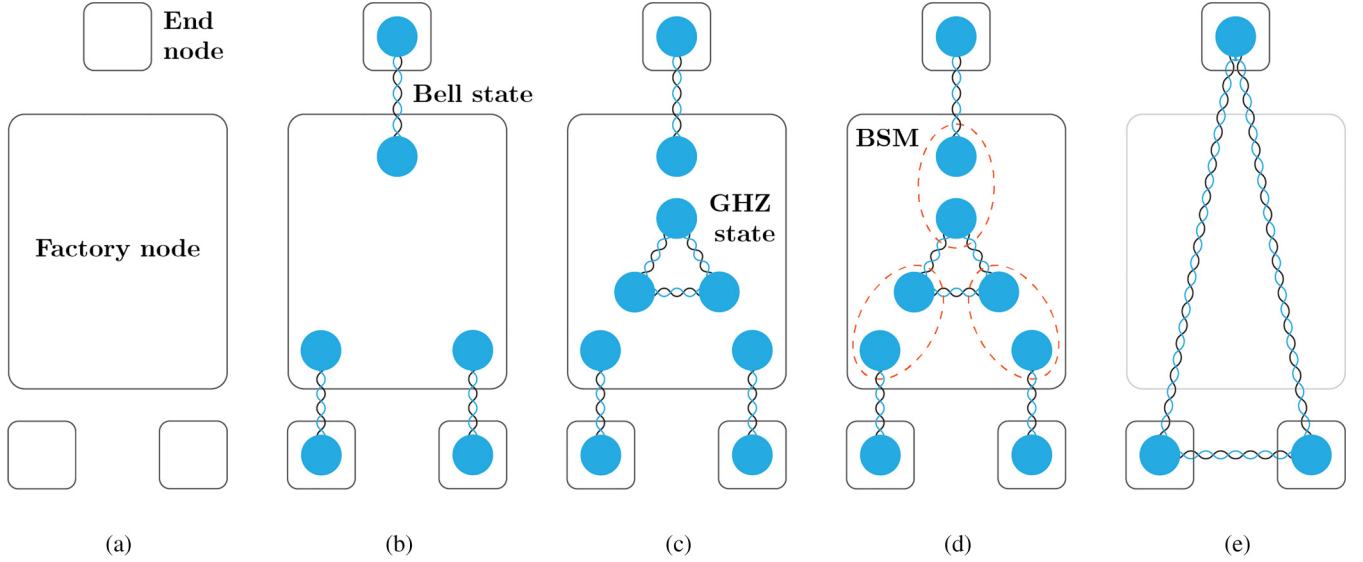 End
node
Factory node
Bell state
GHZ
state
BSM
(a)
(b)
(c)
(d)
(e)